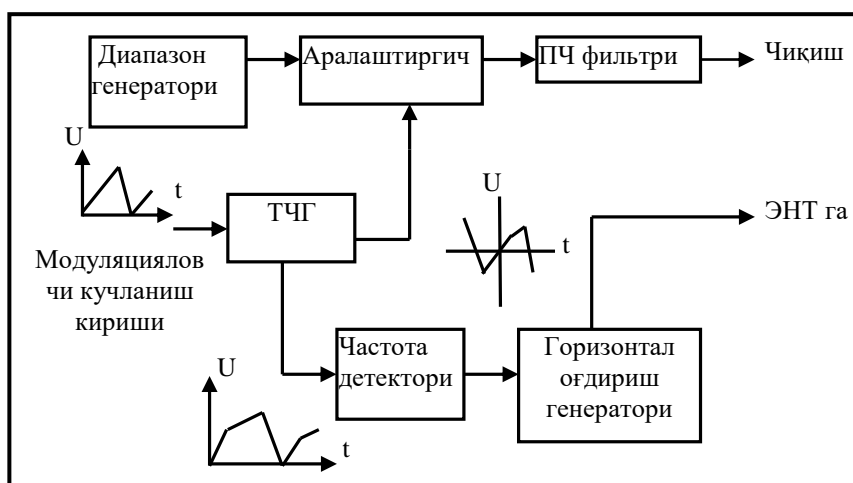 Диапазон
генератори
Аралаштиргич
ПЧ фильтри
Чиқиш
U
t
ТЧГ
U
t
ЭНТ га
Модуляциялов
чи кучланиш
кириши
Частота
детектори
Горизонтал
оғдириш
генератори
U
t